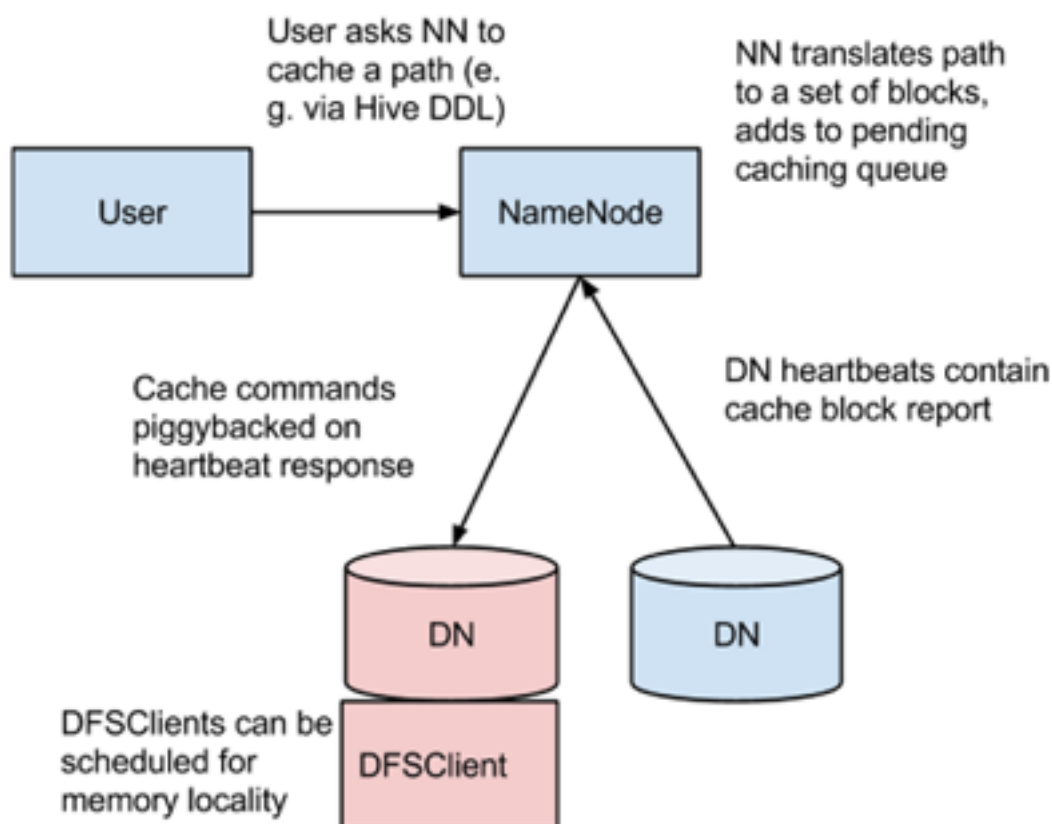 User asks NN to
cache a path (e.
g. via Hive DDL)
NN translates path
to a set of blocks,
adds to pending
caching queue
User
NameNode
Cache commands
piggybacked on
heartbeat response
DN heartbeats contain
cache block report
DN
DN
DFSClients can be
scheduled for
memory locality
DFSClient